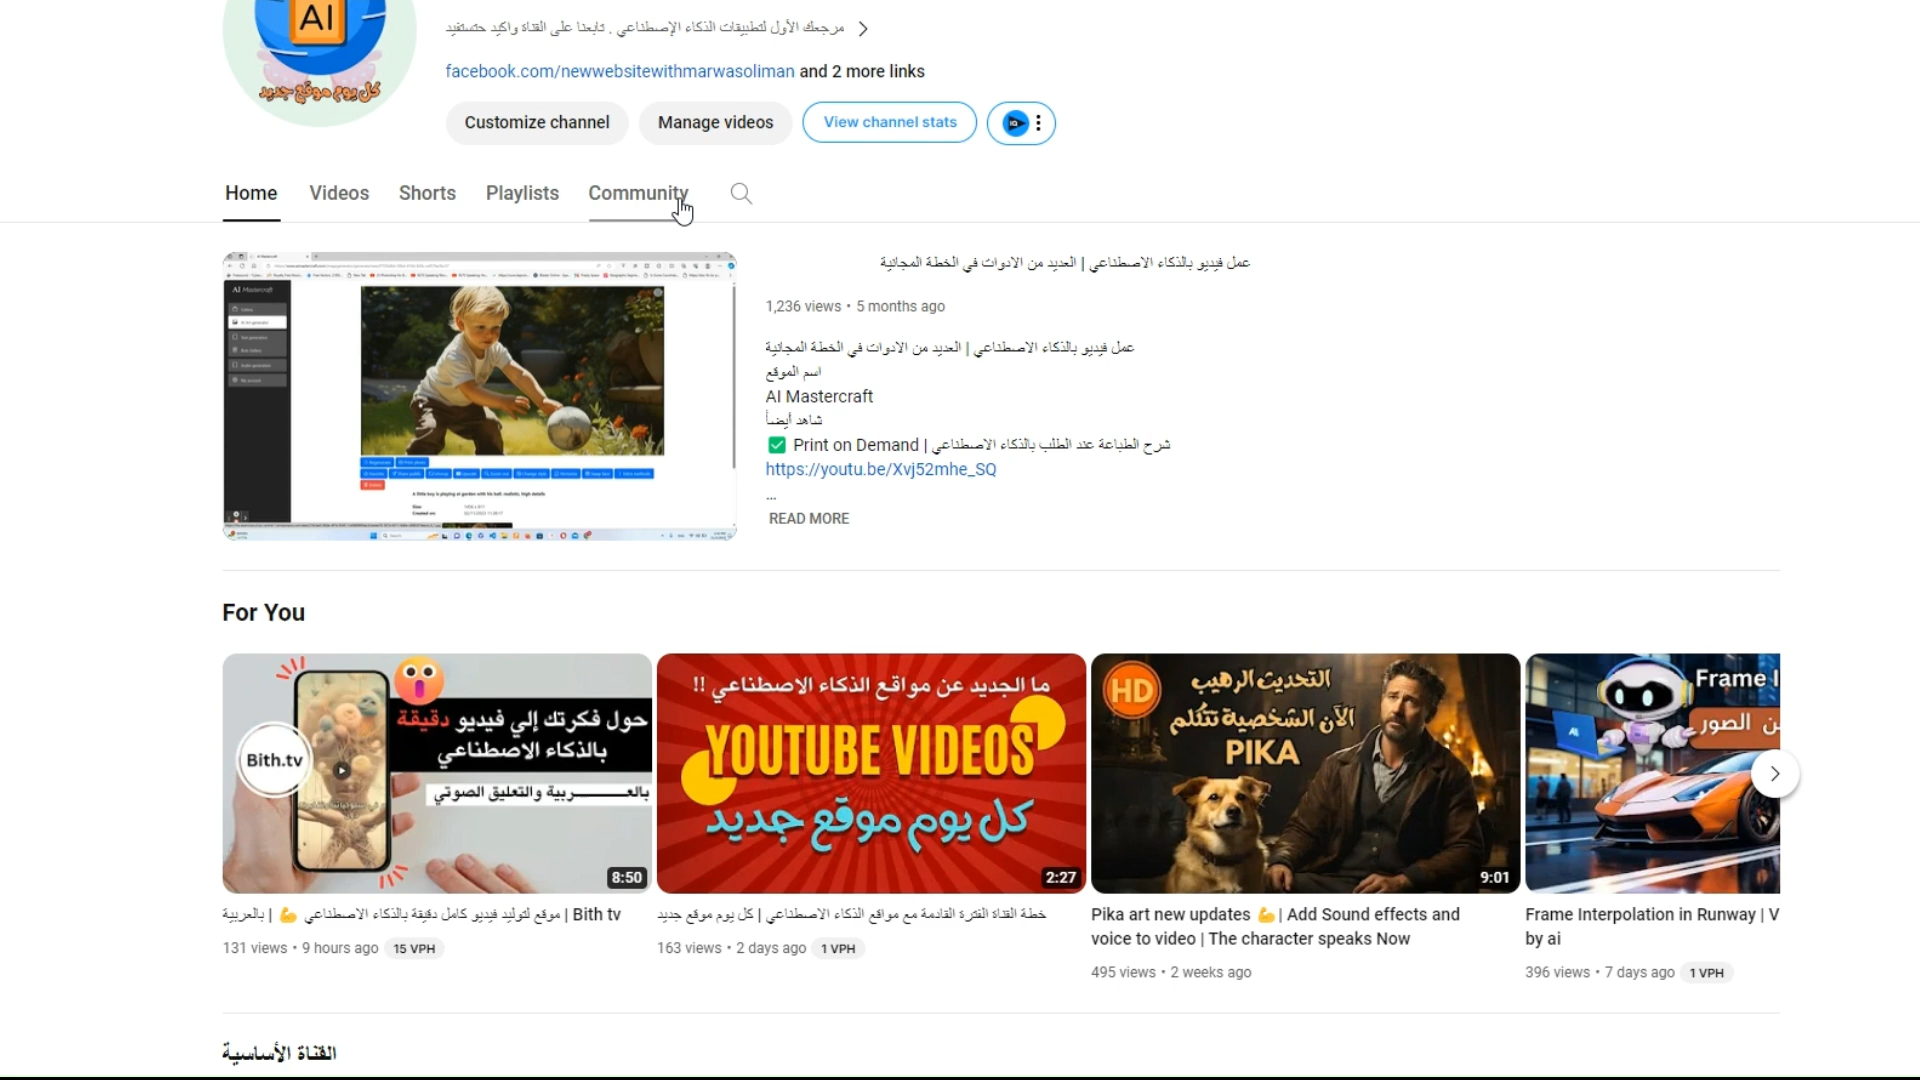 AI
كل يوم موقع جديد
مرجعك الأول لتطبيقات الذكاء الإصطناعي . تابعنا على القناة واكيد حتستفيد
facebook.com/newwebsitewithmarwasoliman and 2 more links
Customize channel
Manage videos
View channel stats
Home
Videos
Shorts
Playlists
Community
AI Mastercraft
عمل فيديو بالذكاء الاصطناعي | العديد من الادوات في الخطة المجانية
1,236 views • 5 months ago
عمل فيديو بالذكاء الاصطناعي | العديد من الادوات في الخطة المجانية
اسم الموقع
AI Mastercraft
شاهد أيضاً
✅ Print on Demand | شرح الطباعة عند الطلب بالذكاء الاصطناعي
https://youtu.be/Xvj52mhe_SQ
...
READ MORE
For You
حول فكرتك إلي فيديو دقيقة
بالذكاء الاصطناعي
Bith.tv
بالعـــــــربية والتعليق الصوتي
8:50
ما الجديد عن مواقع الذكاء الاصطناعي !!
YOUTUBE VIDEOS
كل يوم موقع جديد
2:27
HD
التحديث الرهيب
الآن الشخصية تتكلم
PIKA
9:01
Frame I
ن الصور
AI
موقع لتوليد فيديو كامل دقيقة بالذكاء الاصطناعي 💪 | بالعربية | Bith tv
131 views • 9 hours ago 15 VPH
خطة القناة الفترة القادمة مع مواقع الذكاء الاصطناعي | كل يوم موقع جديد
163 views • 2 days ago 1 VPH
Pika art new updates 💪| Add Sound effects and
voice to video | The character speaks Now
495 views • 2 weeks ago
Frame Interpolation in Runway | V
by ai
396 views • 7 days ago 1 VPH
القناة الأساسية